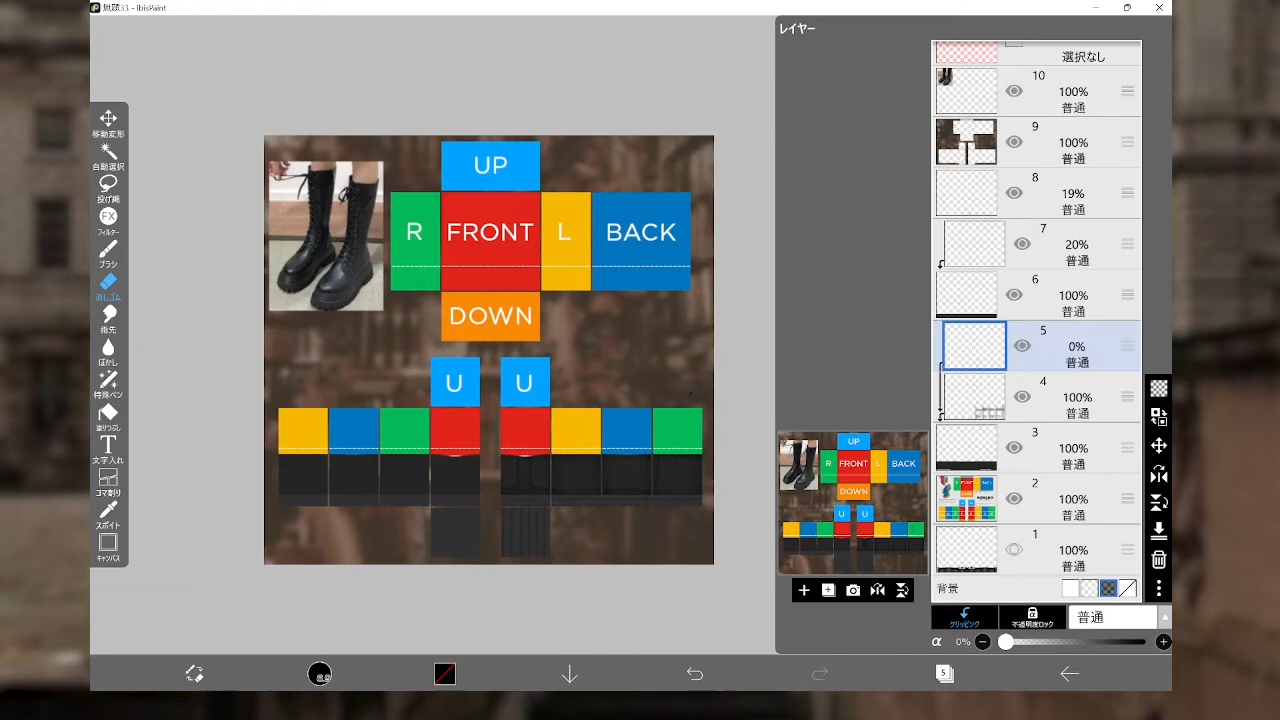 無題33 - ibisPaint
レイヤー
移動変形
自動選択
投げ縄
FX
フィルター
ブラシ
消しゴム
指先
ぼかし
特殊ペン
塗りつぶし
文字入れ
コマ割り
スポイト
キャンバス
UP
R
FRONT
L
BACK
DOWN
U
U
選択なし
10
100%
普通
9
100%
普通
8
19%
普通
7
20%
普通
6
100%
普通
5
0%
普通
4
100%
普通
3
100%
普通
2
100%
普通
1
100%
普通
背景
UP
R
FRONT
L
BACK
DOWN
U
U
クリッピング
不透明度ロック
普通
α
0%
5